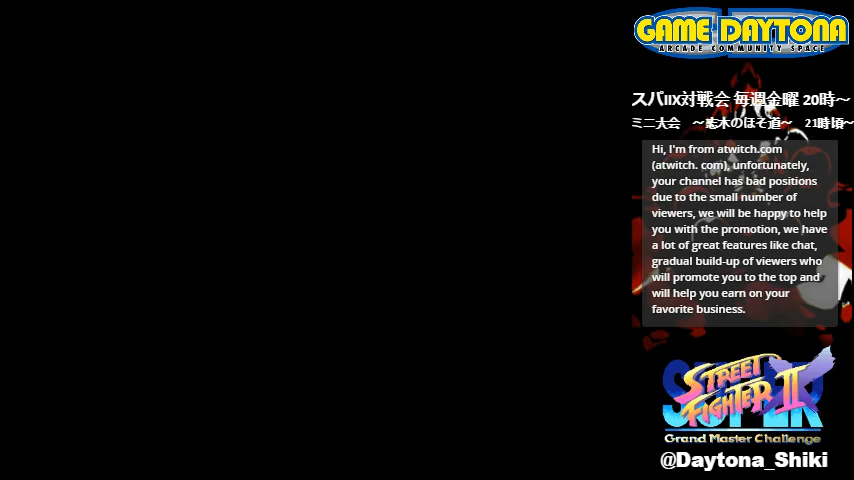 GAME DAYTONA
ARCADE COMMUNITY SPACE
スパIIX対戦会 毎週金曜 20時～
ミニ大会　～志木のほそ道～　21時頃～
Hi, I'm from atwitch.com
(atwitch. com), unfortunately,
your channel has bad positions
due to the small number of
viewers, we will be happy to help
you with the promotion, we have
a lot of great features like chat,
gradual build-up of viewers who
will promote you to the top and
will help you earn on your
favorite business.
SUPER
STREET
FIGHTER II X
Grand Master Challenge
@Daytona_Shiki